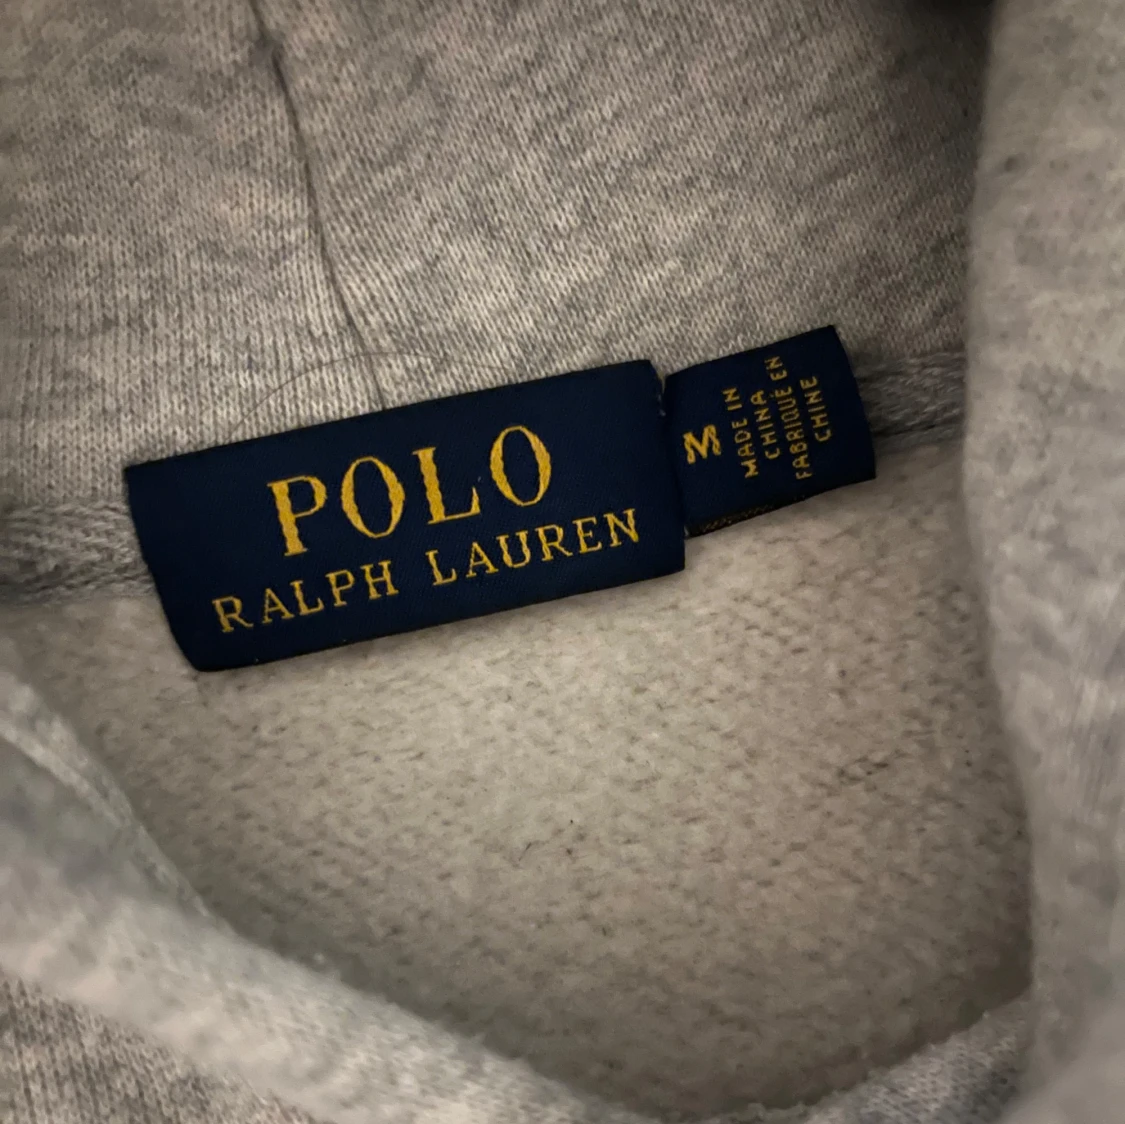 POLO
RALPH LAUREN
M
MADE IN
CHINA
FABRIQUÉ EN
CHINE